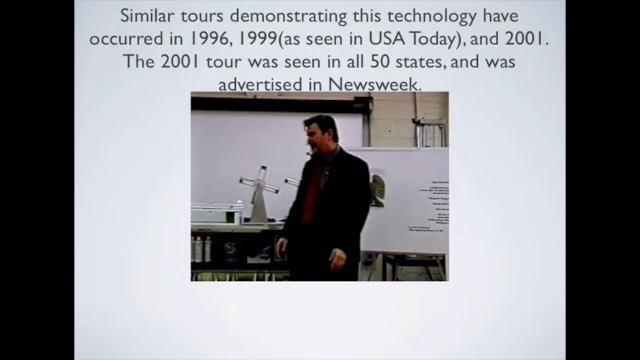 Similar tours demonstrating this technology have
occurred in 1996, 1999(as seen in USA Today), and 2001.
The 2001 tour was seen in all 50 states, and was
advertised in Newsweek.